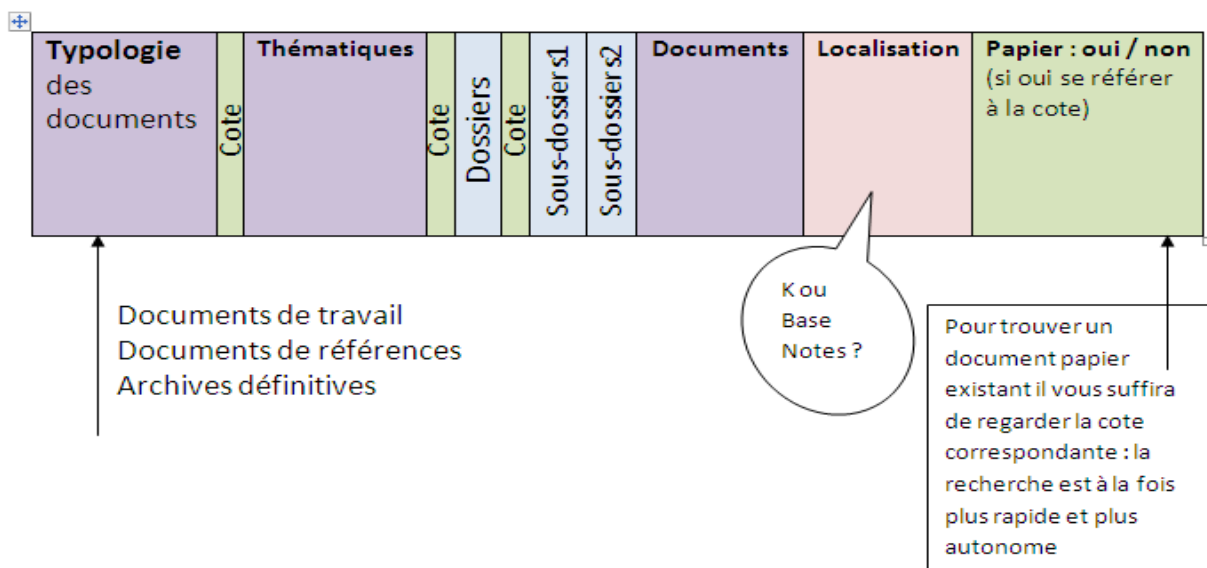 Typologie
des
documents
Cote
Thématiques
Cote
Dossiers
Cote
Sous-dossiers1
Sous-dossiers2
Documents
Localisation
Papier : oui / non
(si oui se référer
à la cote)
Documents de travail
Documents de références
Archives définitives
K ou
Base
Notes ?
Pour trouver un
document papier
existant il vous suffira
de regarder la cote
correspondante : la
recherche est à la fois
plus rapide et plus
autonome